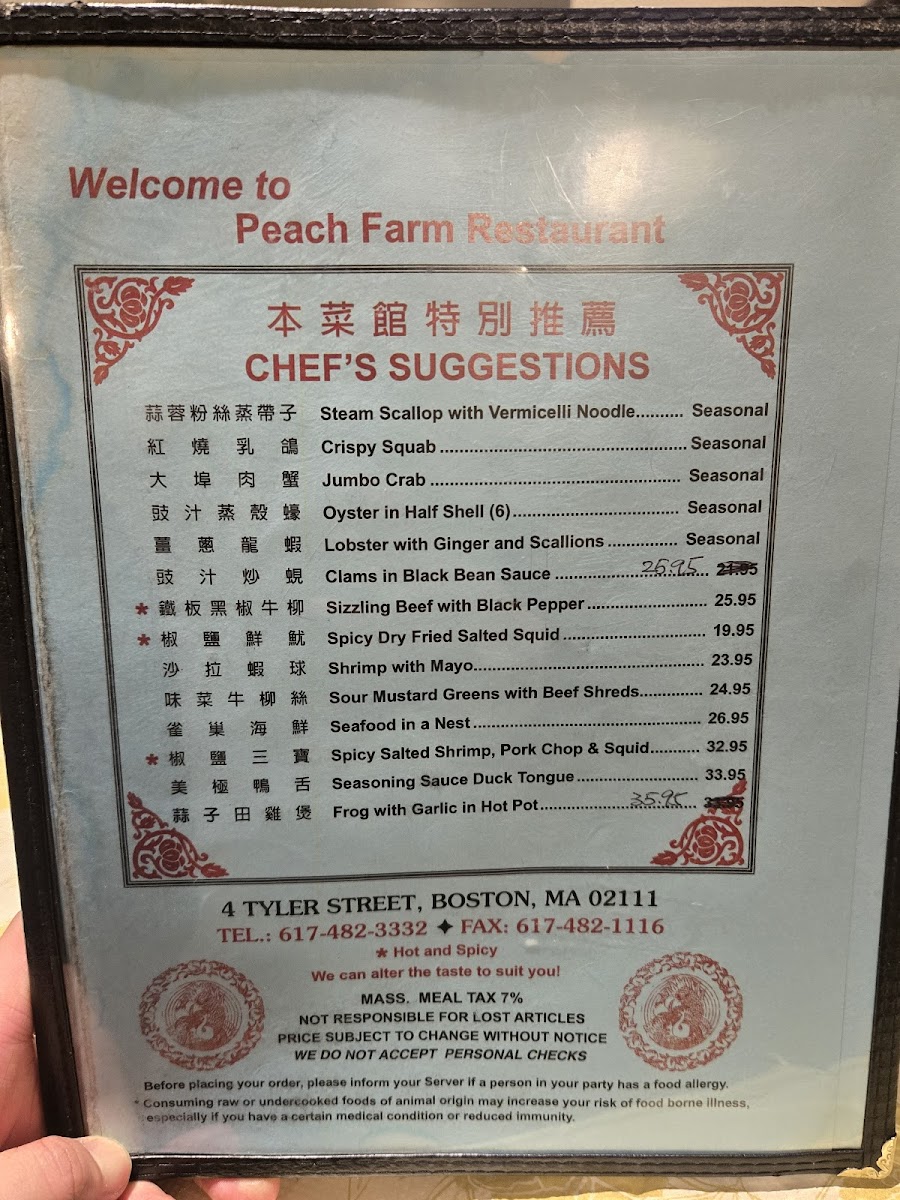 Welcome to
Peach Farm Restaurant
本菜館特別推薦
CHEF'S SUGGESTIONS
蒜蓉粉絲蒸帶子 Steam Scallop with Vermicelli Noodle.......... Seasonal
紅燒乳鴿 Crispy Squab .................................................. Seasonal
大埠肉蟹 Jumbo Crab ................................................... Seasonal
豉汁蒸殼蠔 Oyster in Half Shell (6).................................. Seasonal
薑蔥龍蝦 Lobster with Ginger and Scallions ............... Seasonal
豉汁炒蜆 Clams in Black Bean Sauce ............................... 25.95 21.95
* 鐵板黑椒牛柳 Sizzling Beef with Black Pepper ......................... 25.95
* 椒鹽鮮魷 Spicy Dry Fried Salted Squid ............................. 19.95
沙拉蝦球 Shrimp with Mayo................................................ 23.95
味菜牛柳絲 Sour Mustard Greens with Beef Shreds............. 24.95
雀巢海鮮 Seafood in a Nest ............................................... 26.95
* 椒鹽三寶 Spicy Salted Shrimp, Pork Chop & Squid.......... 32.95
美極鴨舌 Seasoning Sauce Duck Tongue ......................... 33.95
蒜子田雞煲 Frog with Garlic in Hot Pot................................. 35.95 33.95
4 TYLER STREET, BOSTON, MA 02111
TEL.: 617-482-3332 ✦ FAX: 617-482-1116
* Hot and Spicy
We can alter the taste to suit you!
MASS. MEAL TAX 7%
NOT RESPONSIBLE FOR LOST ARTICLES
PRICE SUBJECT TO CHANGE WITHOUT NOTICE
WE DO NOT ACCEPT PERSONAL CHECKS
Before placing your order, please inform your Server if a person in your party has a food allergy.
* Consuming raw or undercooked foods of animal origin may increase your risk of food borne illness,
especially if you have a certain medical condition or reduced immunity.